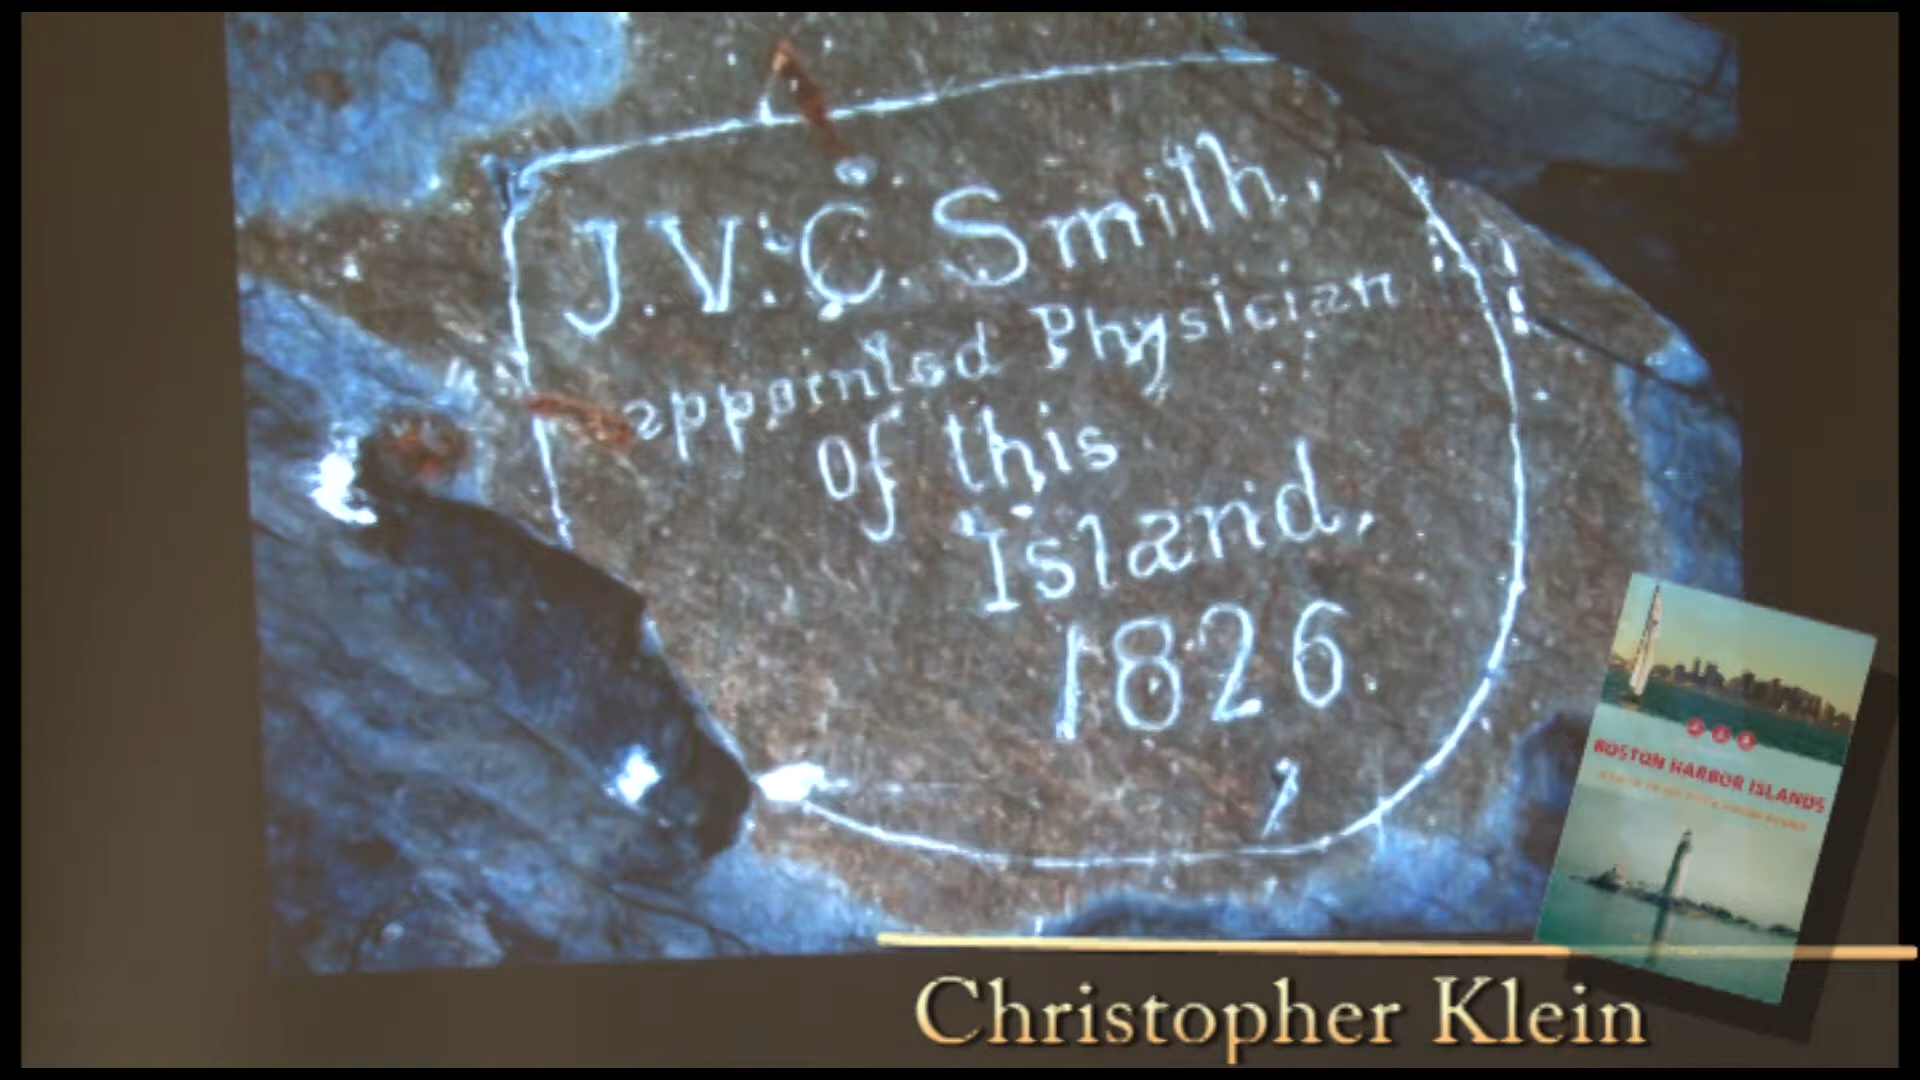 J.V.C. Smith,
appointed Physician
Of this
Island,
1826.
BOSTON HARBOR ISLANDS
Christopher Klein